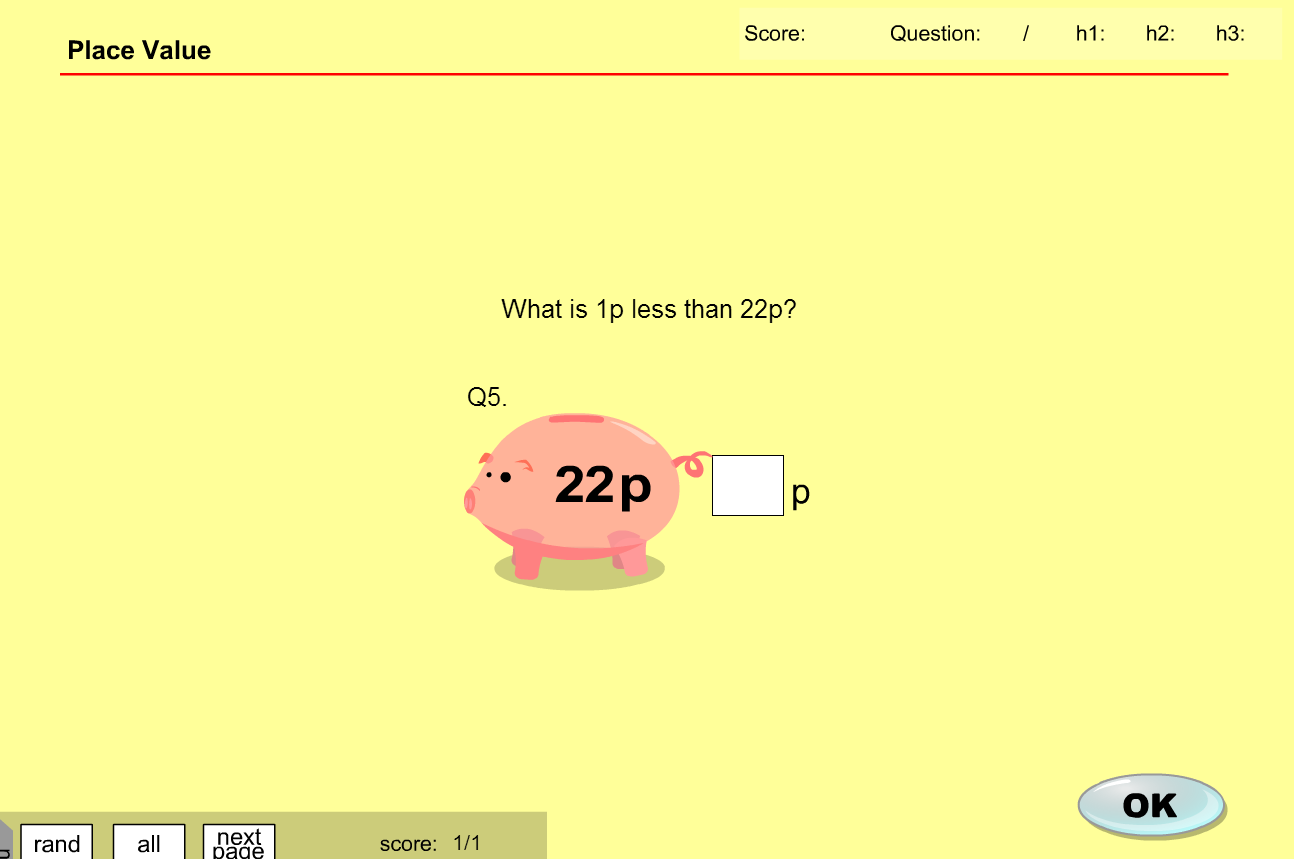 Place Value
Score: Question: / h1: h2: h3:
What is 1p less than 22p?
Q5.
22p
p
OK
rand
all
next
page
score: 1/1